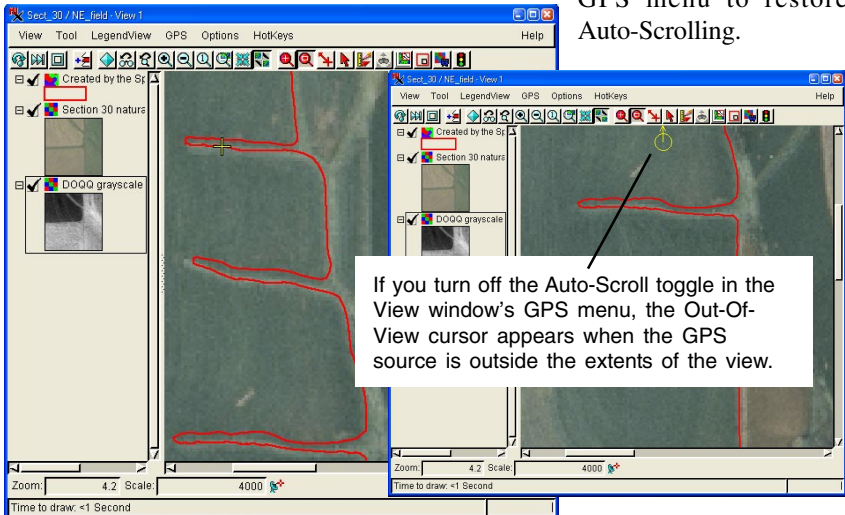 GPS menu to restore
Auto-Scrolling.
Sect_30 / NE_field - View 1
View Tool LegendView GPS Options HotKeys Help
Created by the Sp
Section 30 natura
DOQQ grayscale
Zoom: 4.2 Scale: 4000
Time to draw: <1 Second
Sect_30 / NE_field - View 1
View Tool LegendView GPS Options HotKeys Help
Created by the Sp
Section 30 natura
DOQQ grayscale
If you turn off the Auto-Scroll toggle in the
View window's GPS menu, the Out-Of-
View cursor appears when the GPS
source is outside the extents of the view.
Zoom: 4.2 Scale: 4000
Time to draw: <1 Second